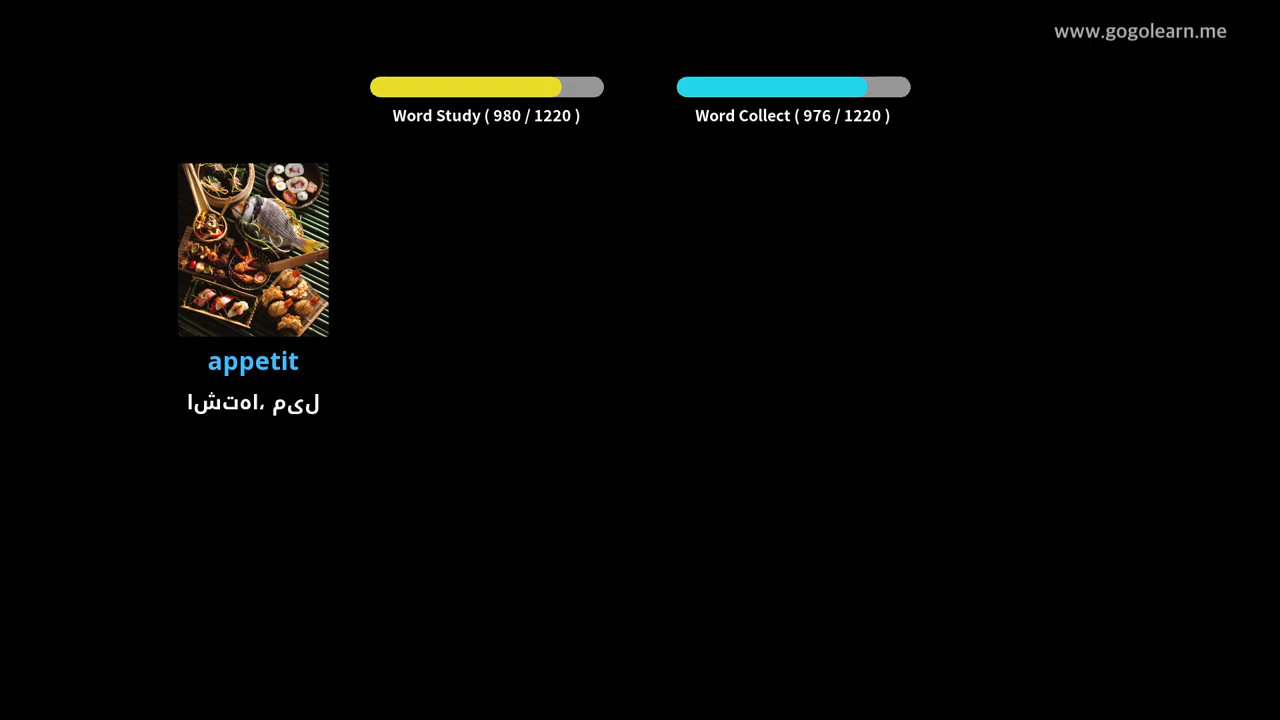 www.gogolearn.me
Word Study ( 980 / 1220 )
Word Collect ( 976 / 1220 )
appetit
اشتها، میل